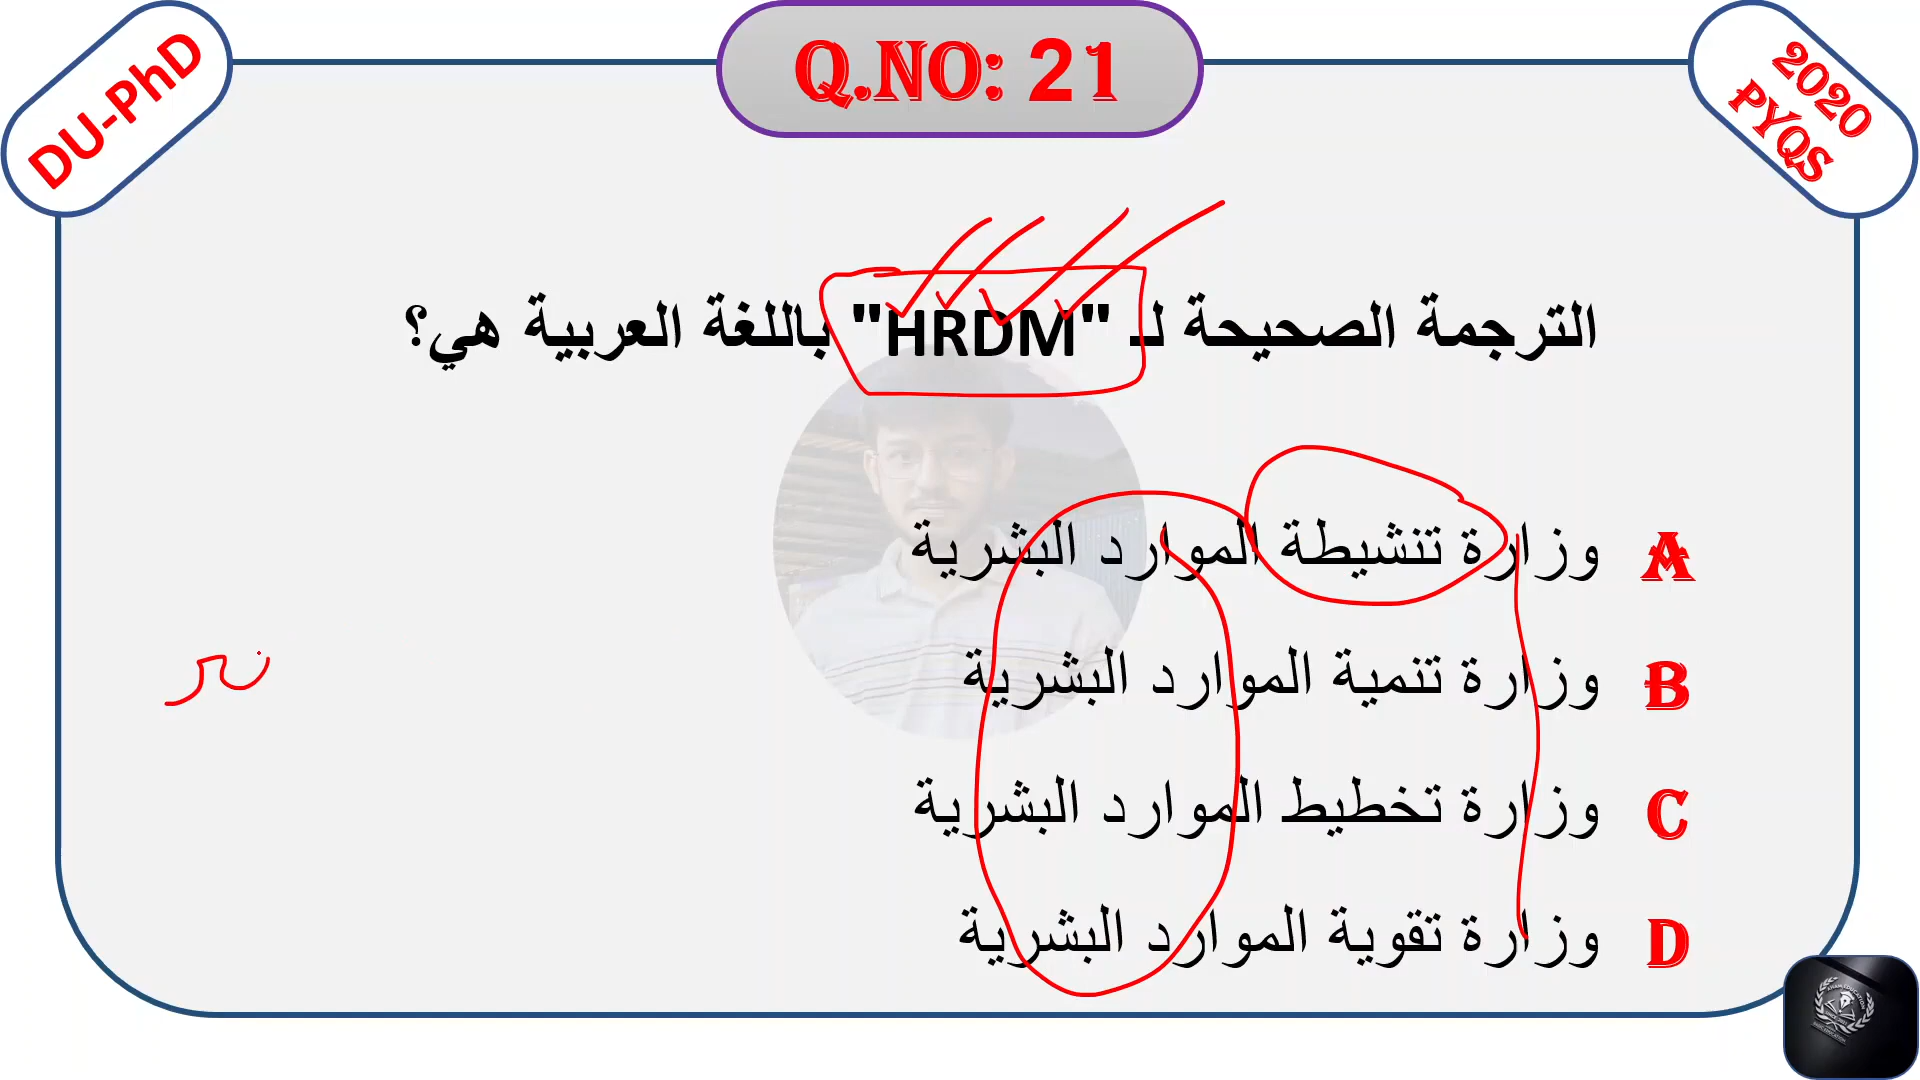 DU-PhD
Q.NO: 21
2020
PYQS
الترجمة الصحيحة لـ "HRDM" باللغة العربية هي؟
A وزارة تنشيطة الموارد البشرية
B وزارة تنمية الموارد البشرية
C وزارة تخطيط الموارد البشرية
D وزارة تقوية الموارد البشرية